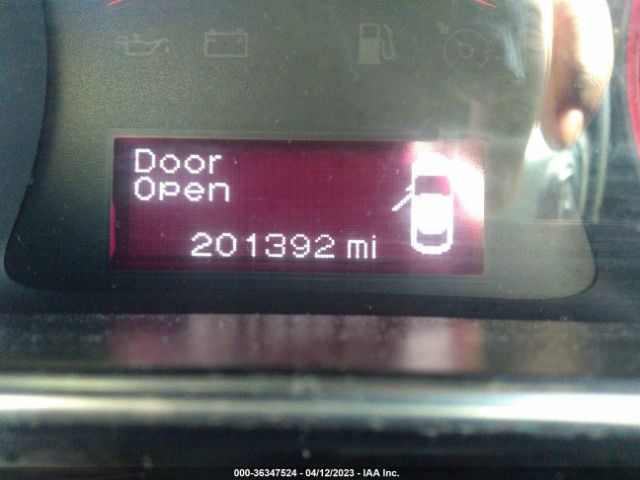 Door
Open
201392 mi
000-36347524 - 04/12/2023 - IAA Inc.